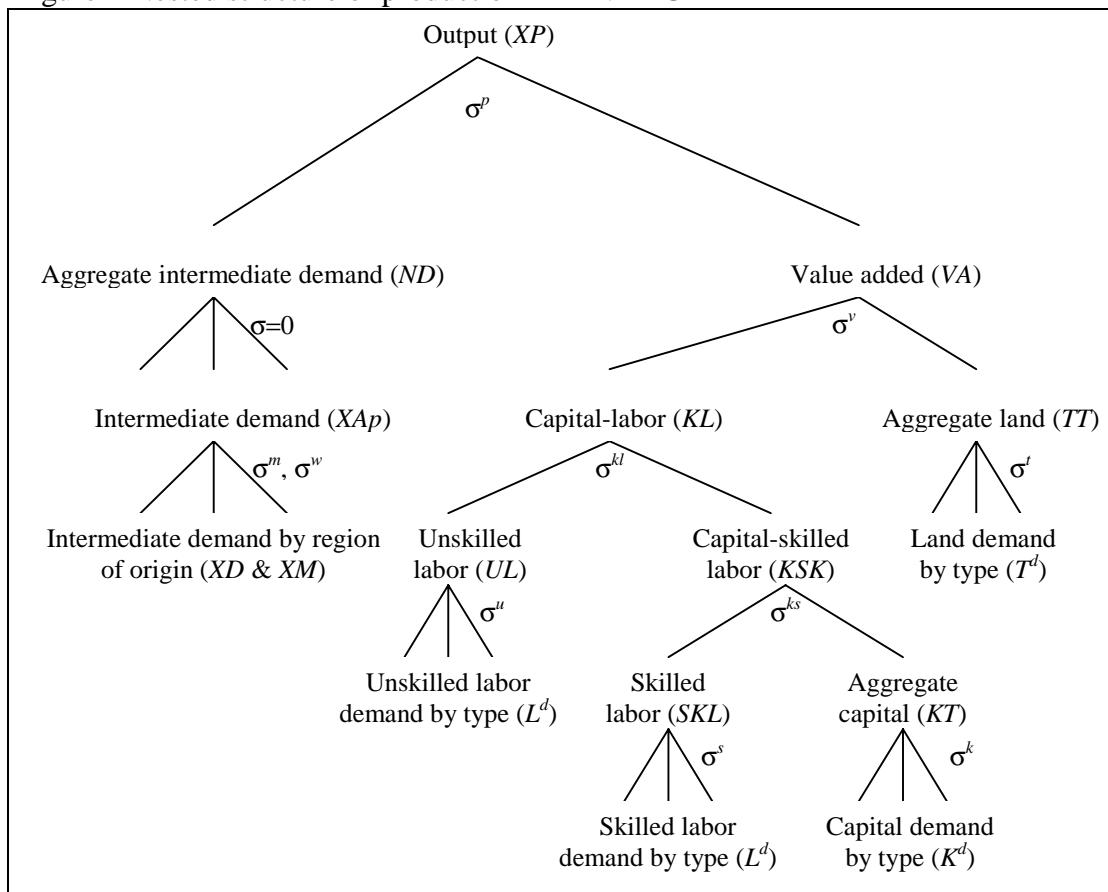 Output (XP)
σ^p
Aggregate intermediate demand (ND)
Value added (VA)
σ=0
σ^v
Intermediate demand (XAp)
Capital-labor (KL)
Aggregate land (TT)
σ^m, σ^w
σ^kl
σ^t
Intermediate demand by region
of origin (XD & XM)
Unskilled
labor (UL)
Capital-skilled
labor (KSK)
Land demand
by type (T^d)
σ^u
σ^ks
Unskilled labor
demand by type (L^d)
Skilled
labor (SKL)
Aggregate
capital (KT)
σ^s
σ^k
Skilled labor
demand by type (L^d)
Capital demand
by type (K^d)